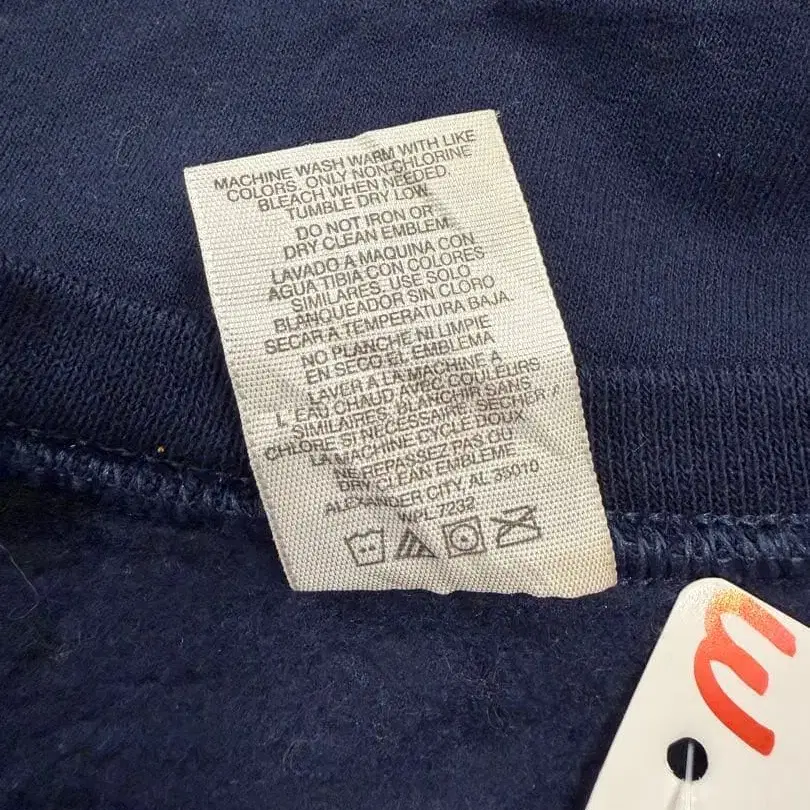 MACHINE WASH WARM WITH LIKE
COLORS. ONLY NON-CHLORINE
BLEACH WHEN NEEDED.
TUMBLE DRY LOW.
DO NOT IRON OR
DRY CLEAN EMBLEM.
LAVADO A MAQUINA CON
AGUA TIBIA CON COLORES
SIMILARES. USE SOLO
BLANQUEADOR SIN CLORO
SECAR A TEMPERATURA BAJA.
NO PLANCHE NI LIMPIE
EN SECO EL EMBLEMA
LAVER A LA MACHINE A
L'EAU CHAUD AVEC COULEURS
SIMILAIRES, BLANCHIR SANS
CHLORE SI NECESSAIRE, SECHER A
LA MACHINE CYCLE DOUX
NE REPASSEZ PAS OU
DRY CLEAN EMBLEME
ALEXANDER CITY, AL 35010
WPL 7232
w